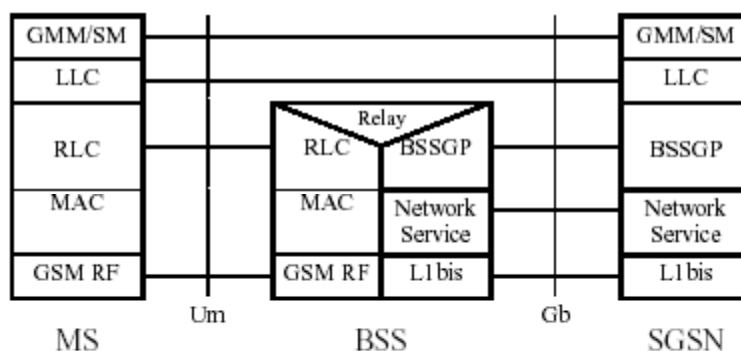 GMM/SM
GMM/SM
LLC
LLC
Relay
RLC
RLC
BSSGP
BSSGP
MAC
MAC
Network
Service
Network
Service
GSM RF
GSM RF
L1bis
L1bis
Um
Gb
MS
BSS
SGSN